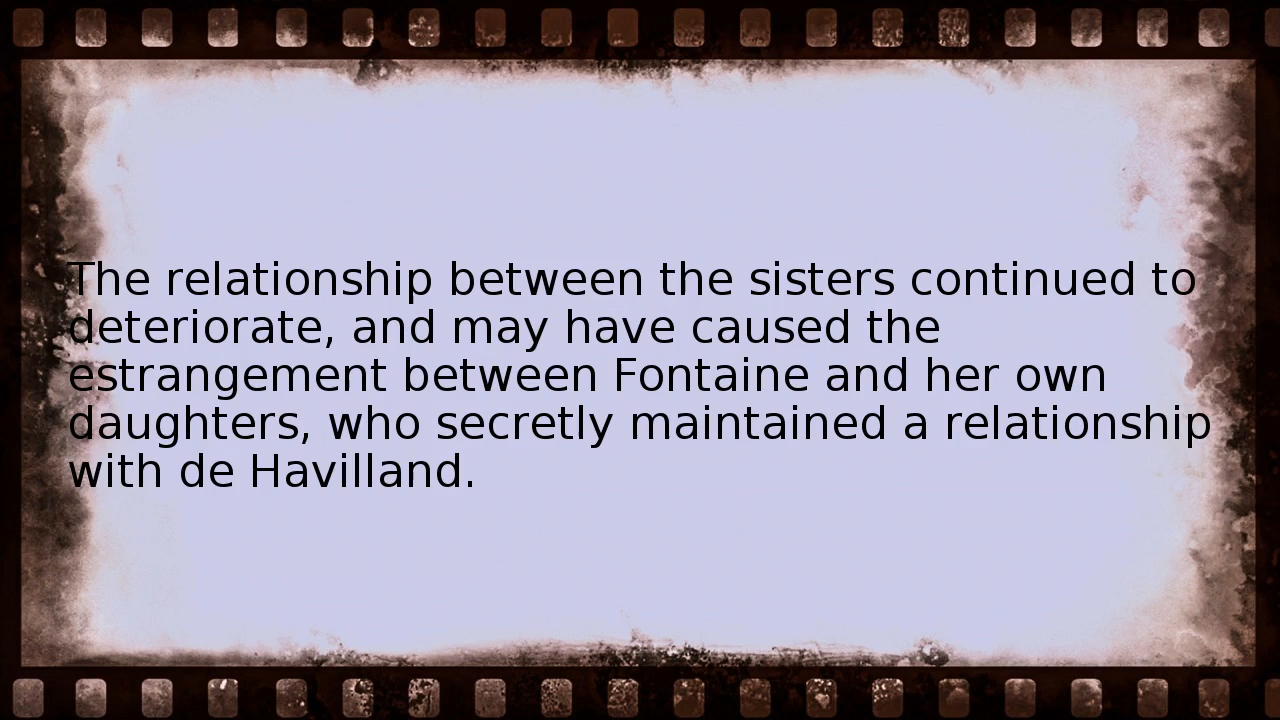 The relationship between the sisters continued to
deteriorate, and may have caused the
estrangement between Fontaine and her own
daughters, who secretly maintained a relationship
with de Havilland.